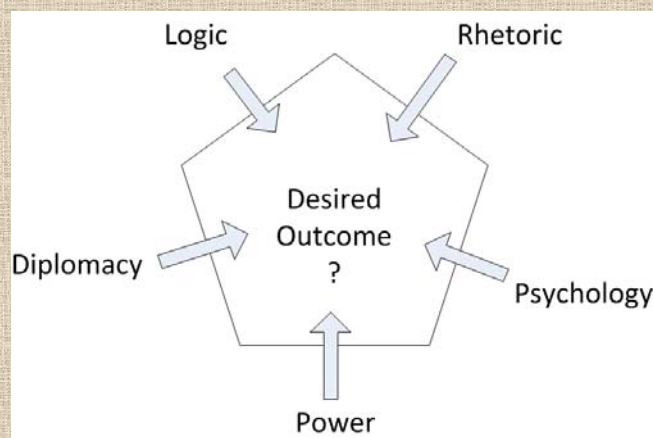 Logic
Rhetoric
Desired
Outcome
?
Diplomacy
Psychology
Power